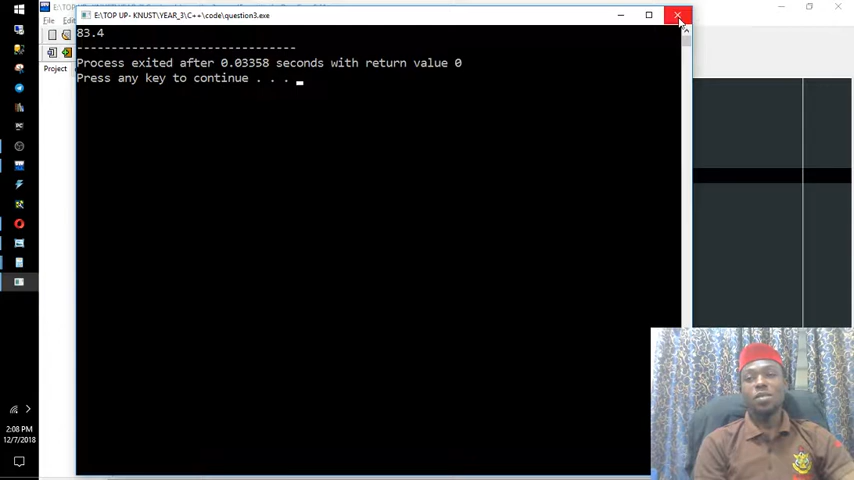 E:\TOP UP- KNUST\YEAR_3\C++\code\question3.exe
File Edit
83.4
--------------------------------
Process exited after 0.03358 seconds with return value 0
Press any key to continue . . .
Project
2:08 PM
12/7/2018